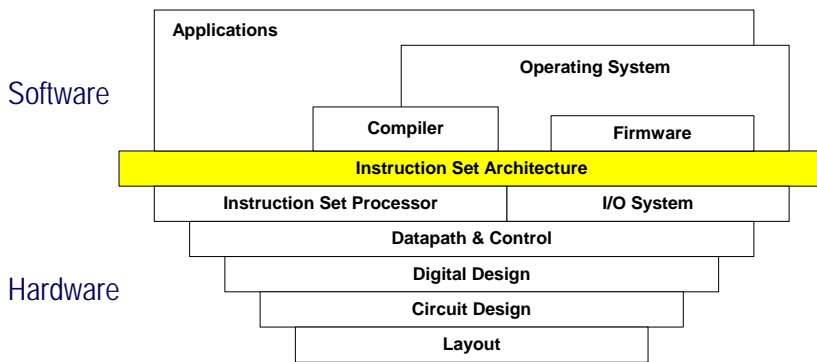 Applications
Operating System
Software
Compiler
Firmware
Instruction Set Architecture
Instruction Set Processor
I/O System
Datapath & Control
Digital Design
Hardware
Circuit Design
Layout